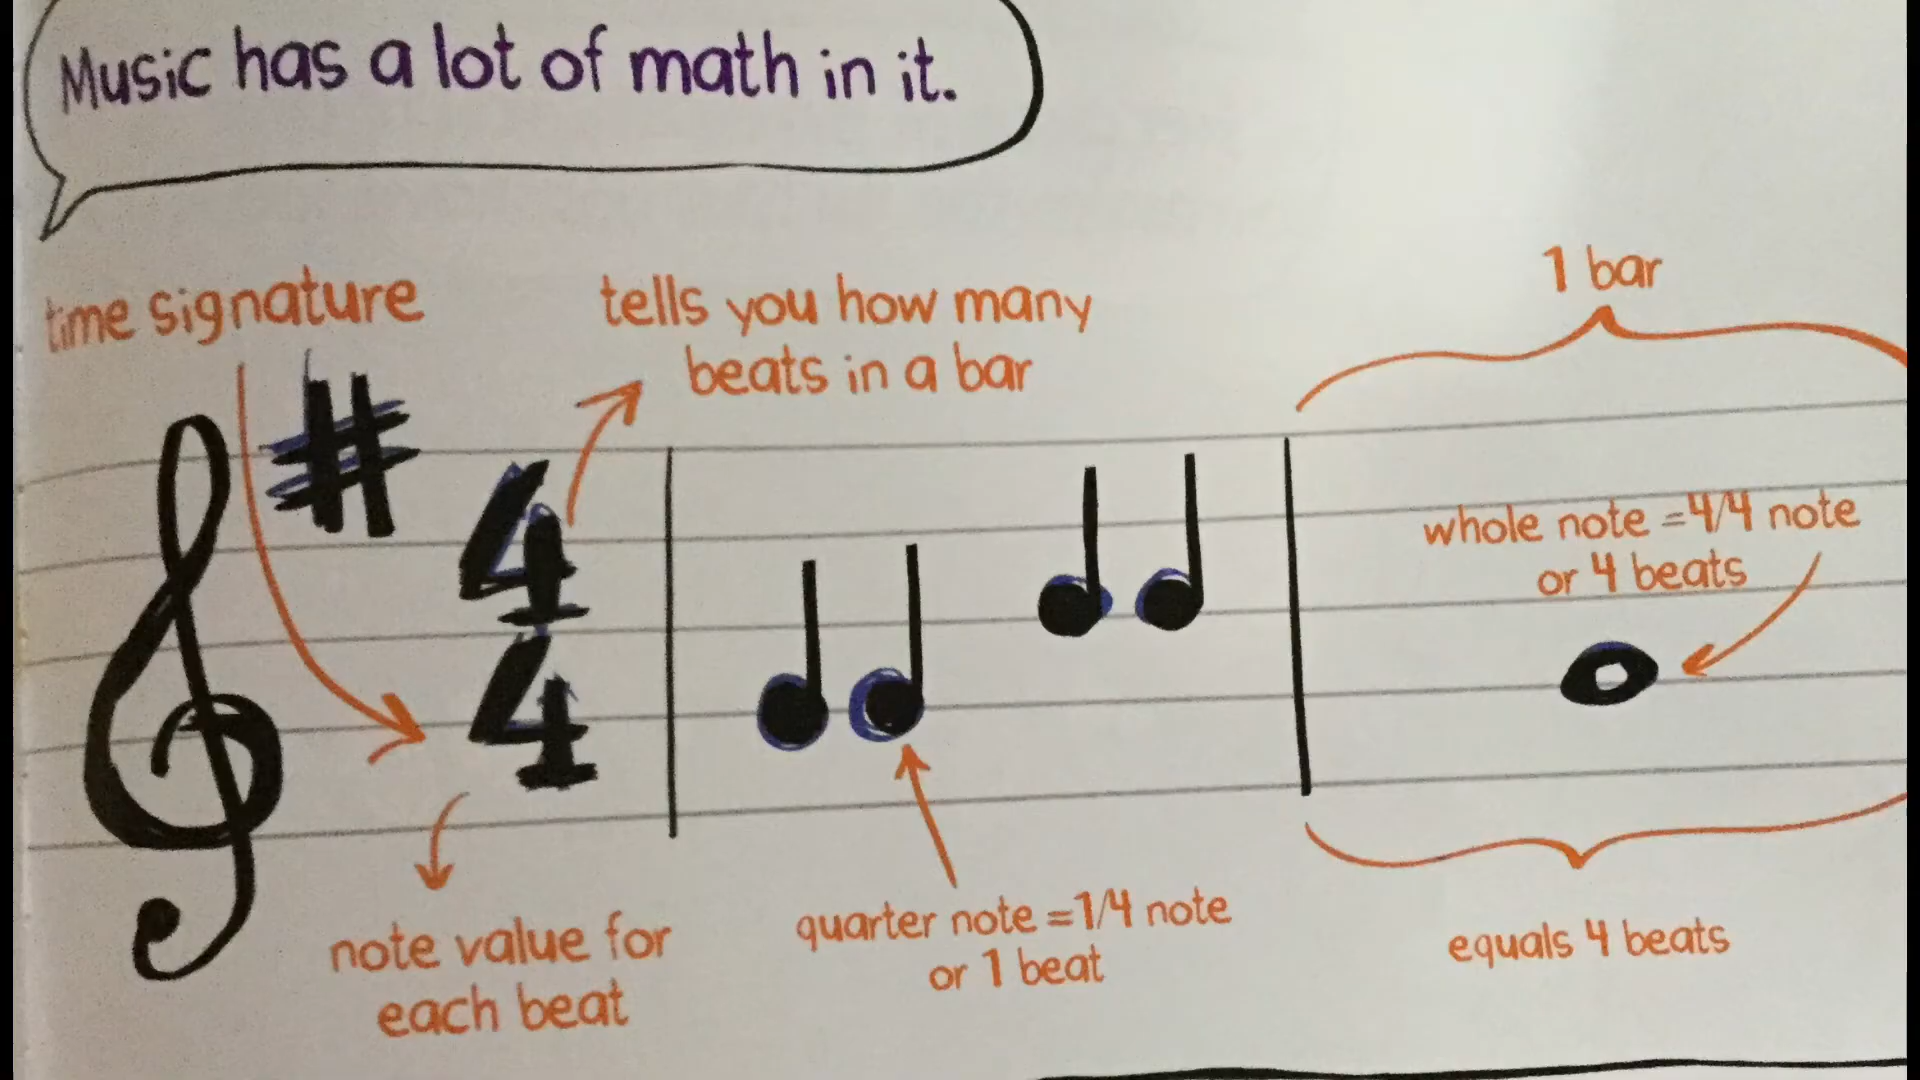 Music has a lot of math in it.
time signature
tells you how many
beats in a bar
1 bar
4
4
whole note =4/4 note
or 4 beats
note value for
each beat
quarter note =1/4 note
or 1 beat
equals 4 beats